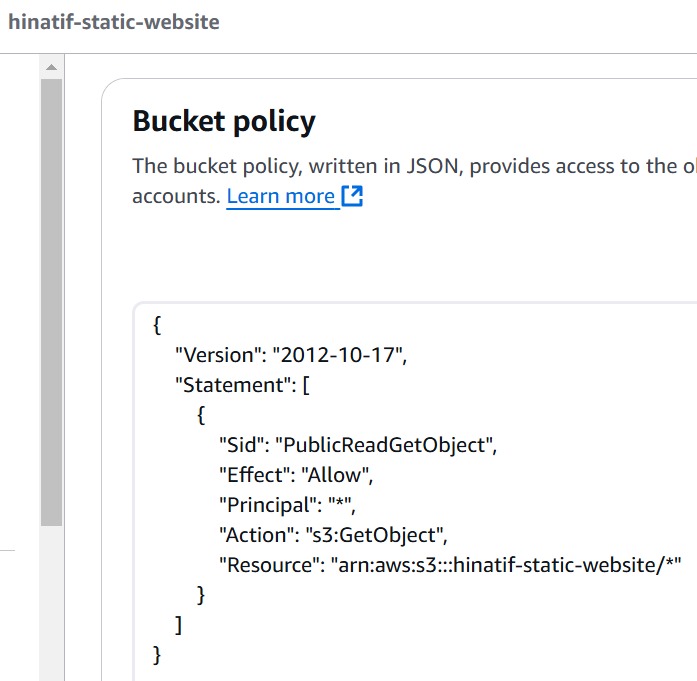 hinatif-static-website
Bucket policy
The bucket policy, written in JSON, provides access to the
accounts. Learn more
{
"Version": "2012-10-17",
"Statement": [
{
"Sid": "PublicReadGetObject",
"Effect": "Allow",
"Principal": "*",
"Action": "s3:GetObject",
"Resource": "arn:aws:s3:::hinatif-static-website/*"
}
]
}